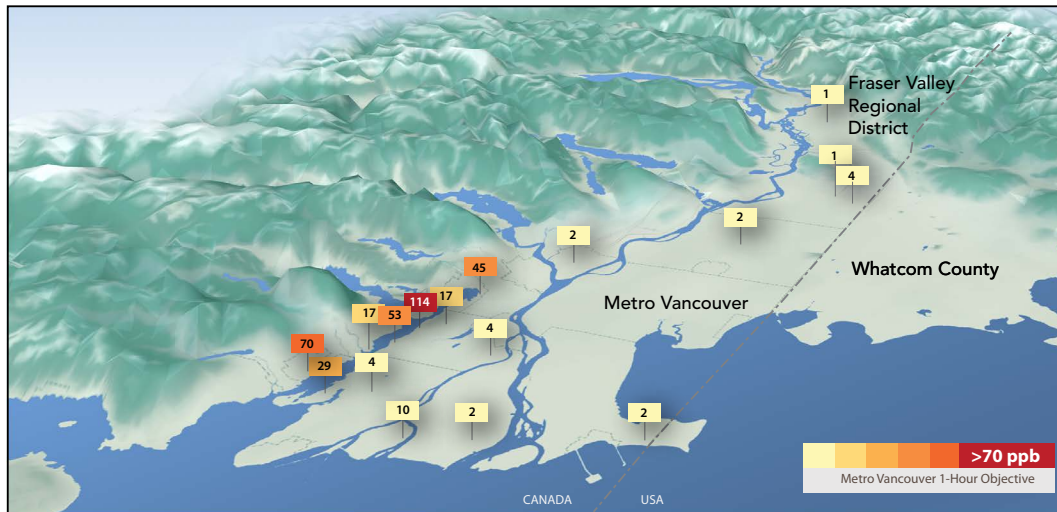 1
Fraser Valley
Regional
District
1
4
2
2
Whatcom County
45
Metro Vancouver
114
17
17
53
4
70
29
4
10
2
2
>70 ppb
Metro Vancouver 1-Hour Objective
CANADA
USA